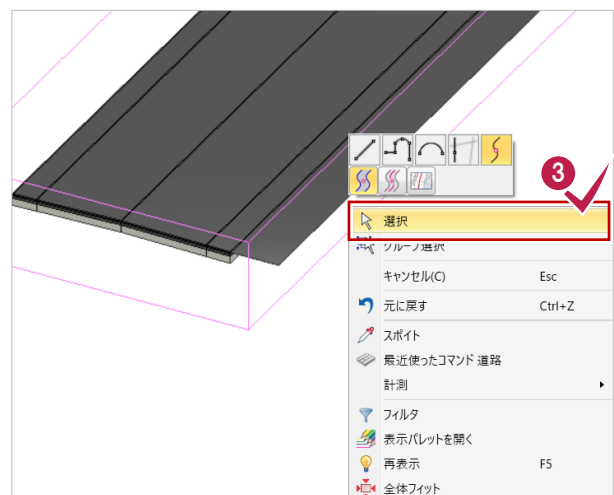 3
選択
グループ選択
キャンセル(C) Esc
元に戻す Ctrl+Z
スポイト
最近使ったコマンド 道路
計測
フィルタ
表示パレットを開く
再表示 F5
全体フィット